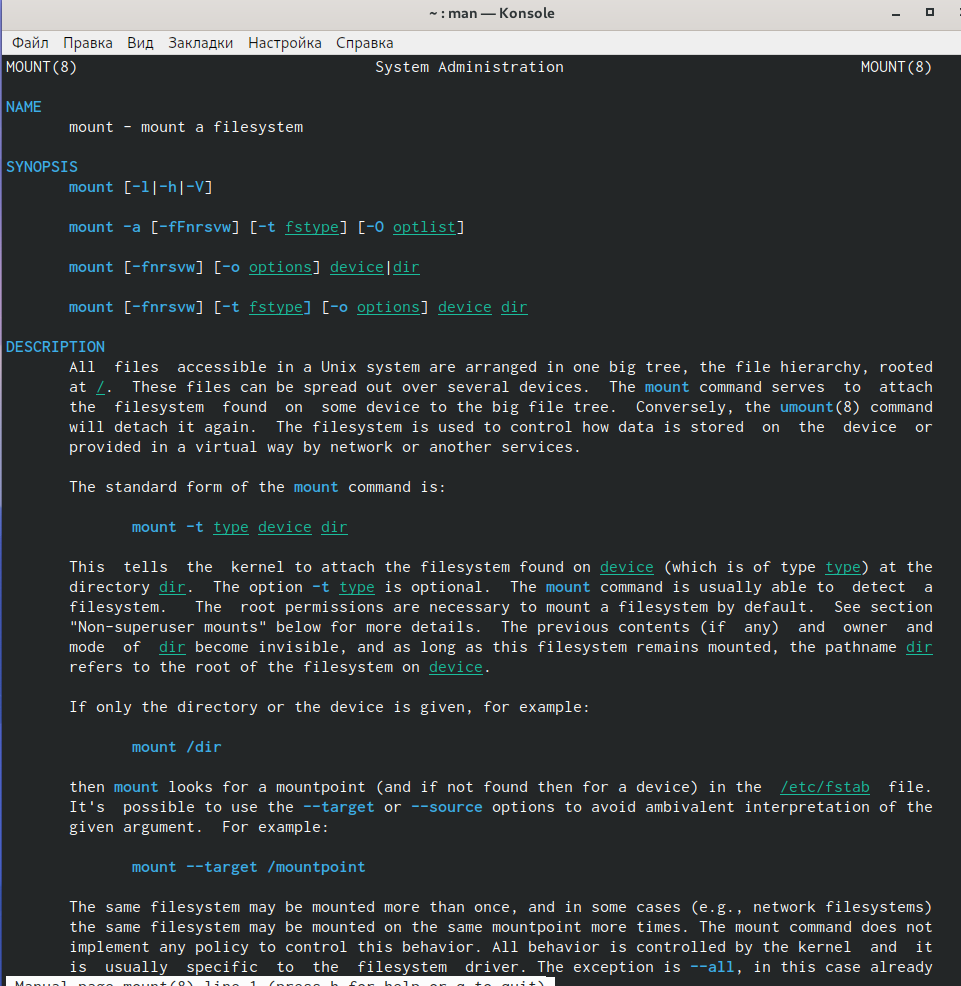 ~ : man — Konsole
Файл Правка Вид Закладки Настройка Справка
MOUNT(8) System Administration MOUNT(8)
NAME
mount - mount a filesystem
SYNOPSIS
mount [-l|-h|-V]
mount -a [-fFnrsvw] [-t fstype] [-O optlist]
mount [-fnrsvw] [-o options] device|dir
mount [-fnrsvw] [-t fstype] [-o options] device dir
DESCRIPTION
All files accessible in a Unix system are arranged in one big tree, the file hierarchy, rooted
at /. These files can be spread out over several devices. The mount command serves to attach
the filesystem found on some device to the big file tree. Conversely, the umount(8) command
will detach it again. The filesystem is used to control how data is stored on the device or
provided in a virtual way by network or another services.
The standard form of the mount command is:
mount -t type device dir
This tells the kernel to attach the filesystem found on device (which is of type type) at the
directory dir. The option -t type is optional. The mount command is usually able to detect a
filesystem. The root permissions are necessary to mount a filesystem by default. See section
"Non-superuser mounts" below for more details. The previous contents (if any) and owner and
mode of dir become invisible, and as long as this filesystem remains mounted, the pathname dir
refers to the root of the filesystem on device.
If only the directory or the device is given, for example:
mount /dir
then mount looks for a mountpoint (and if not found then for a device) in the /etc/fstab file.
It's possible to use the --target or --source options to avoid ambivalent interpretation of the
given argument. For example:
mount --target /mountpoint
The same filesystem may be mounted more than once, and in some cases (e.g., network filesystems)
the same filesystem may be mounted on the same mountpoint more times. The mount command does not
implement any policy to control this behavior. All behavior is controlled by the kernel and it
is usually specific to the filesystem driver. The exception is --all, in this case already
Manual page mount(8) line 1 (press h for help or q to quit)